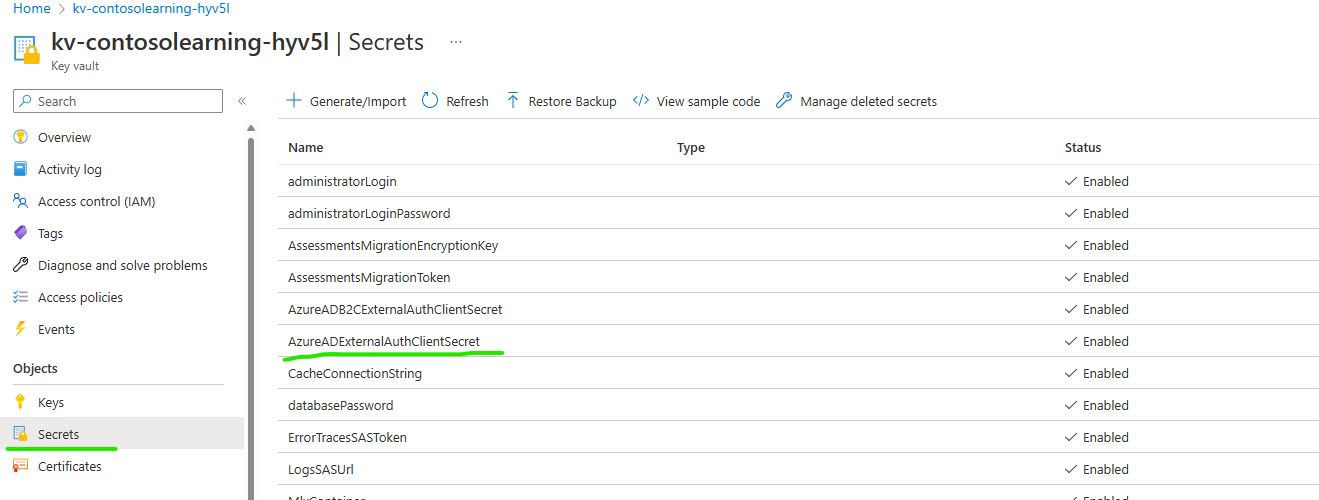 Home > kv-contosolearning-hyv5l
kv-contosolearning-hyv5l | Secrets ...
Key vault
Search «
Generate/Import Refresh Restore Backup View sample code Manage deleted secrets
Overview
Activity log
Access control (IAM)
Tags
Diagnose and solve problems
Access policies
Events
Objects
Keys
Secrets
Certificates
Name Type Status
administratorLogin Enabled
administratorLoginPassword Enabled
AssessmentsMigrationEncryptionKey Enabled
AssessmentsMigrationToken Enabled
AzureADB2CExternalAuthClientSecret Enabled
AzureADExternalAuthClientSecret Enabled
CacheConnectionString Enabled
databasePassword Enabled
ErrorTracesSASToken Enabled
LogsSASUrl Enabled
Enabled